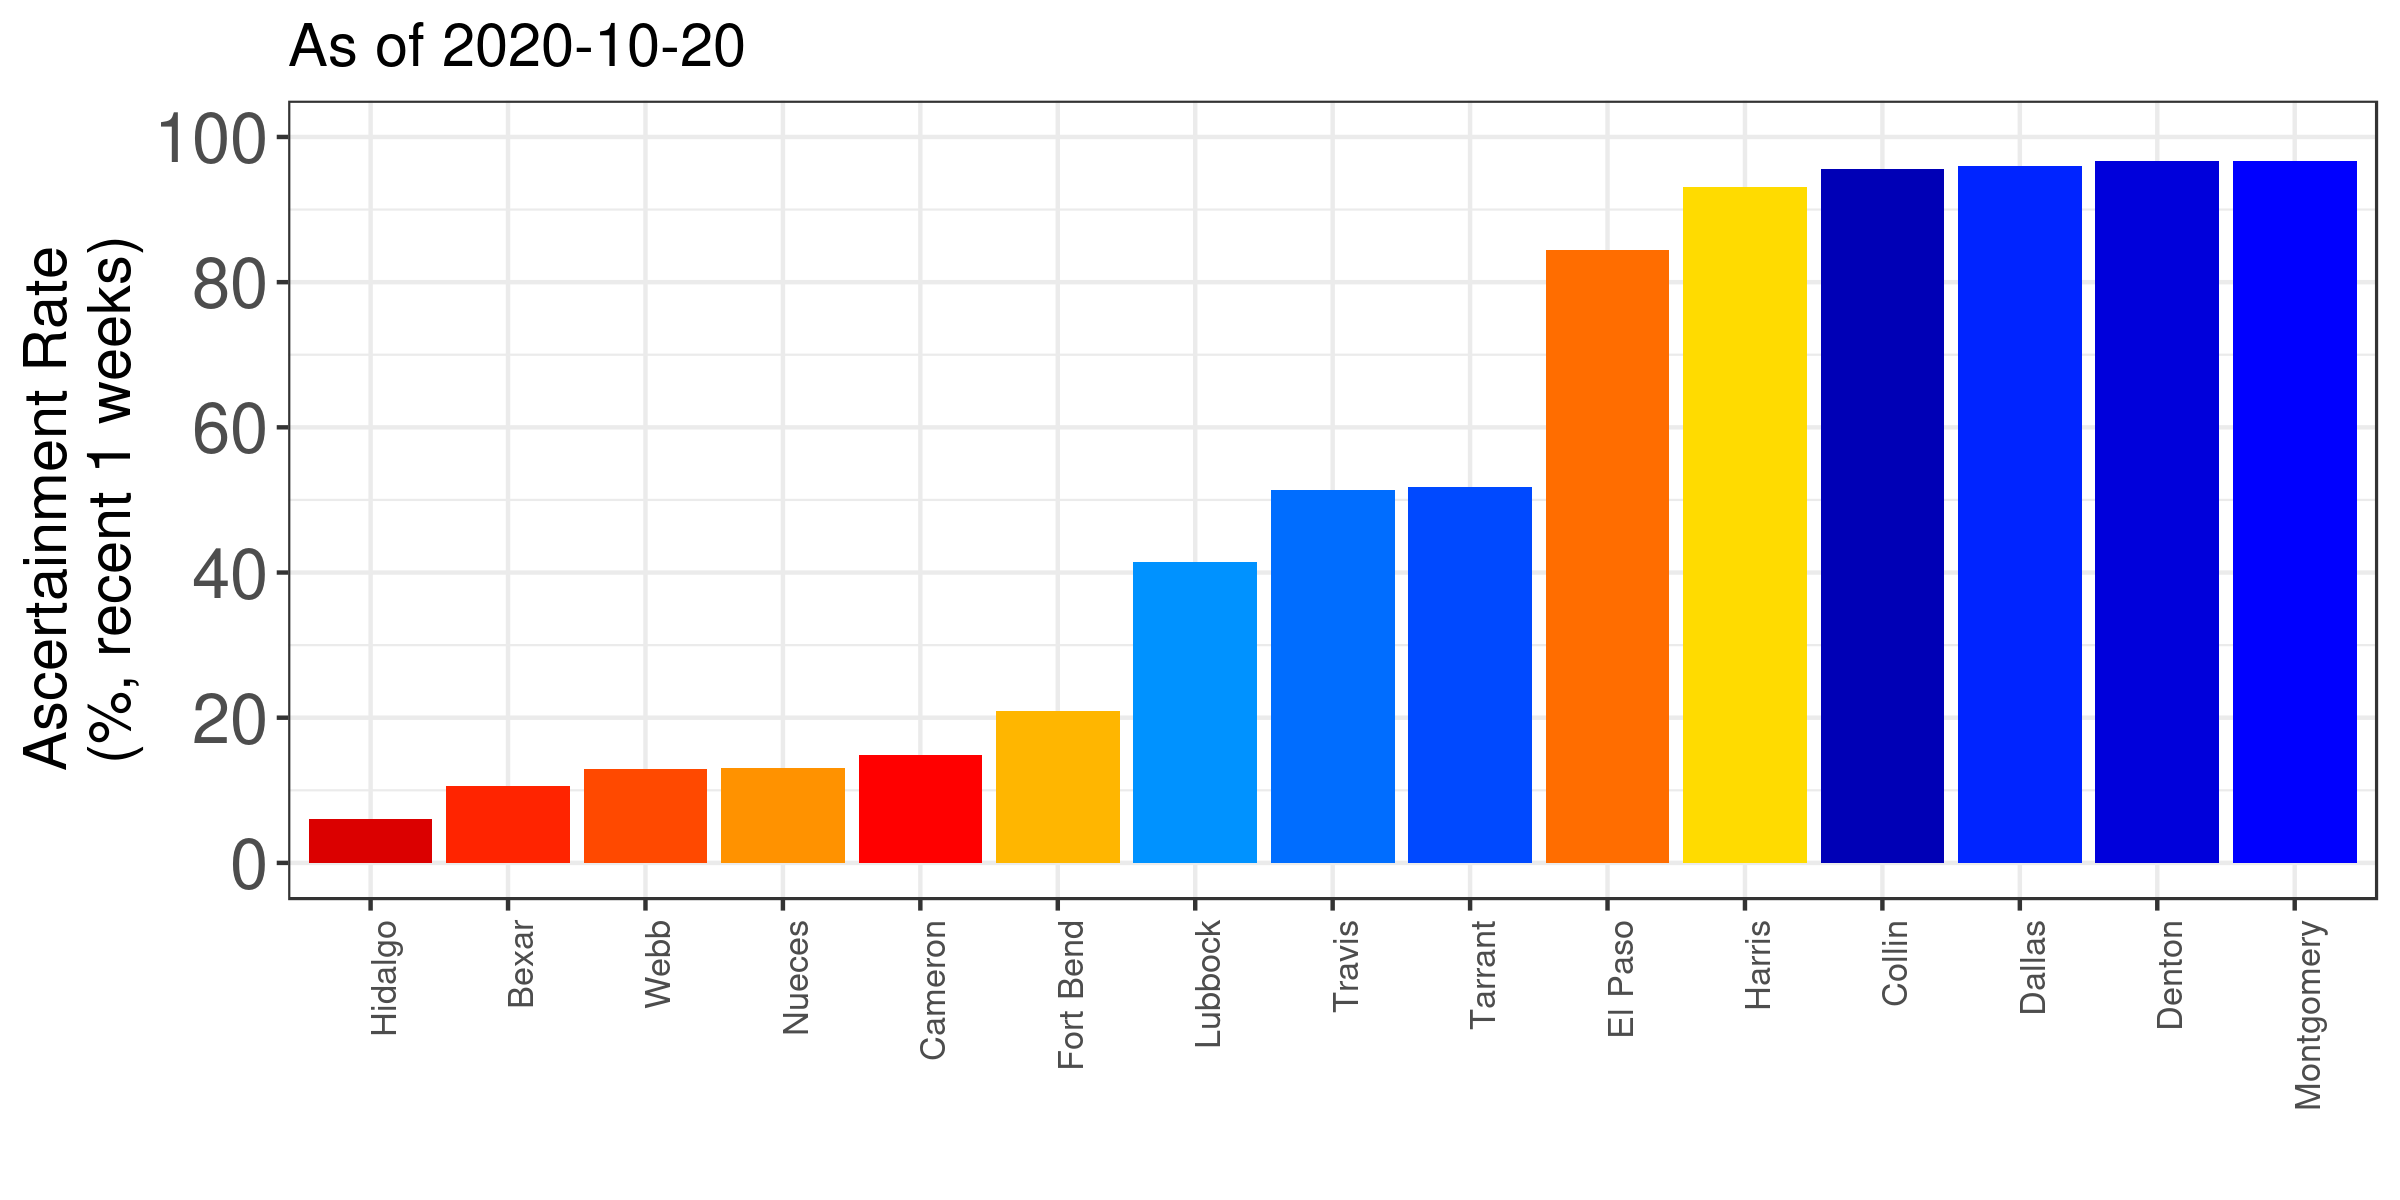 As of 2020-10-20
Ascertainment Rate
(%, recent 1 weeks)
100
80
60
40
20
0
Hidalgo
Bexar
Webb
Nueces
Cameron
Fort Bend
Lubbock
Travis
Tarrant
El Paso
Harris
Collin
Dallas
Denton
Montgomery